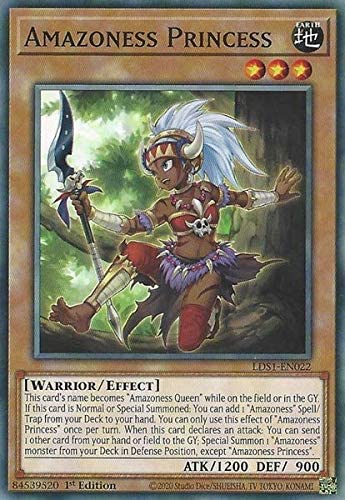 AMAZONESS PRINCESS
EARTH
地
LDS1-EN022
[WARRIOR/EFFECT]
This card's name becomes "Amazoness Queen" while on the field or in the GY.
If this card is Normal or Special Summoned: You can add 1 "Amazoness" Spell/
Trap from your Deck to your hand. You can only use this effect of "Amazoness
Princess" once per turn. When this card declares an attack: You can send
1 other card from your hand or field to the GY; Special Summon 1 "Amazoness"
monster from your Deck in Defense Position, except "Amazoness Princess".
ATK/1200 DEF/ 900
84539520 1st Edition ©2020 Studio Dice/SHUEISHA, TV TOKYO, KONAMI